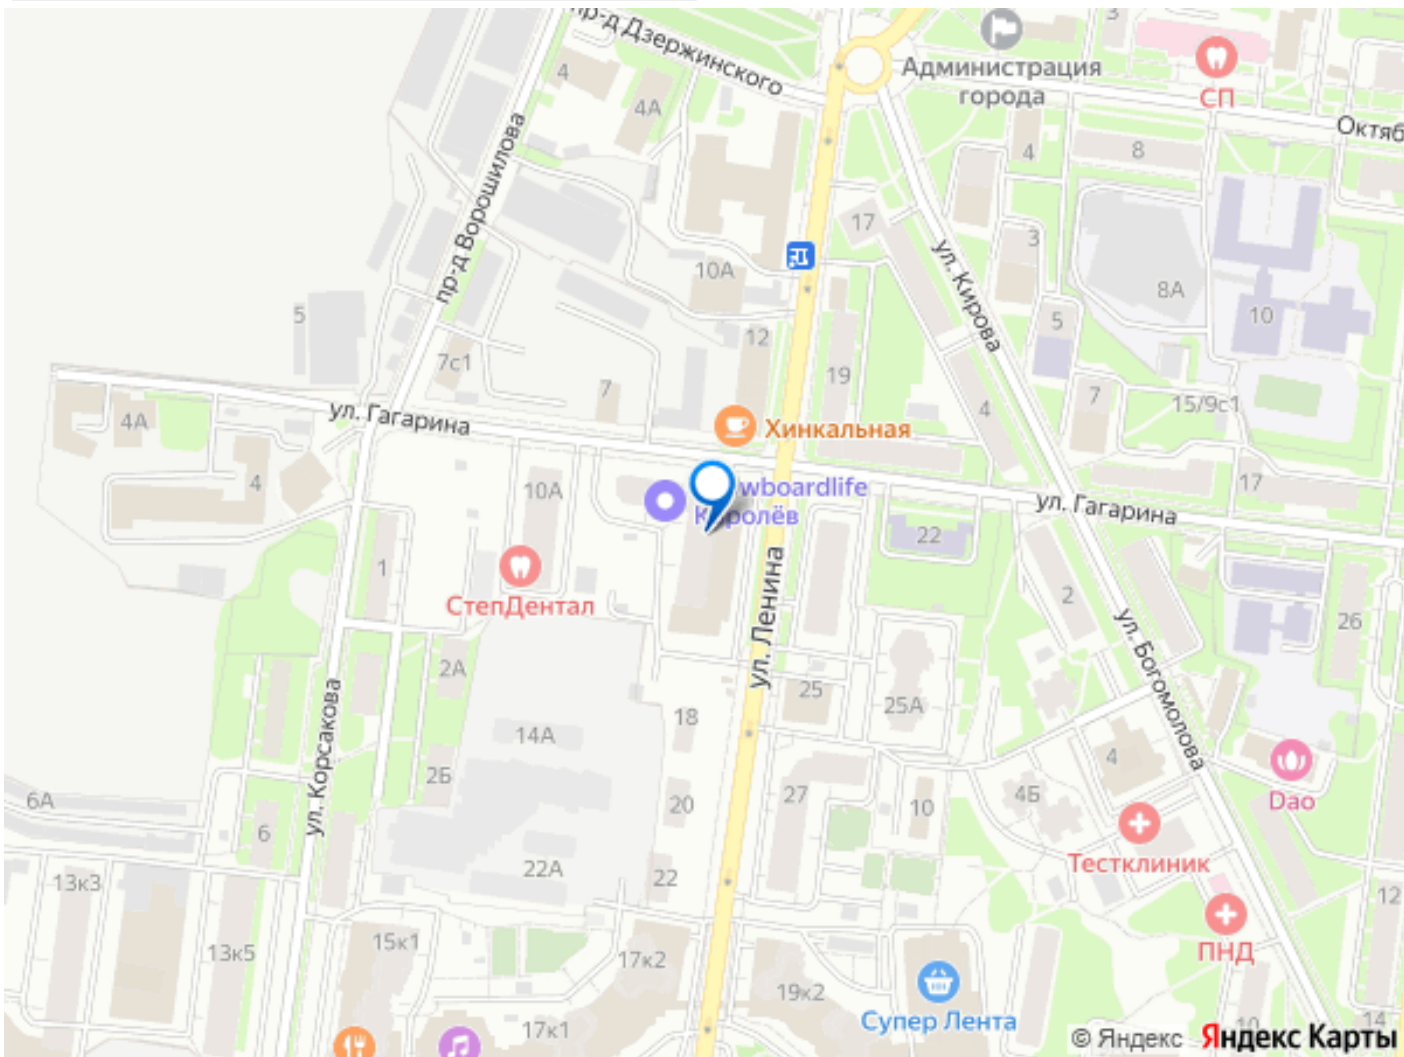 пр-д Дзержинского
4
4А
Администрация
города
3
СП
Октяб
4
8
пр-д Ворошилова
17
3
ул. Кирова
10А
8А
5
10
5
12
7с1
7
19
4
7
15/9с1
ул. Гагарина
4А
Хинкальная
4
10А
wboardlife
Королёв
17
ул. Гагарина
22
1
СтепДентал
ул. Ленина
2
26
ул. Богомолова
2А
25
25А
ул. Корсакова
14А
18
2Б
4
6А
20
27
10
4Б
Dao
6
Тестклиник
13к3
22А
22
12
13к5
15к1
17к2
ПНД
19к2
Супер Лента
17к1
10
14
© Яндекс Яндекс Карты